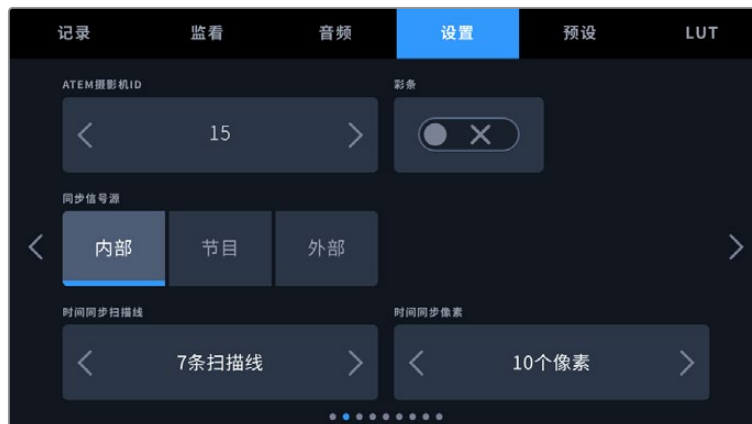 记录 监看 音频 设置 预设 LUT
ATEM摄影机ID 彩条
15
同步信号源
内部 节目 外部
时间同步扫描线 时间同步像素
7条扫描线 10个像素